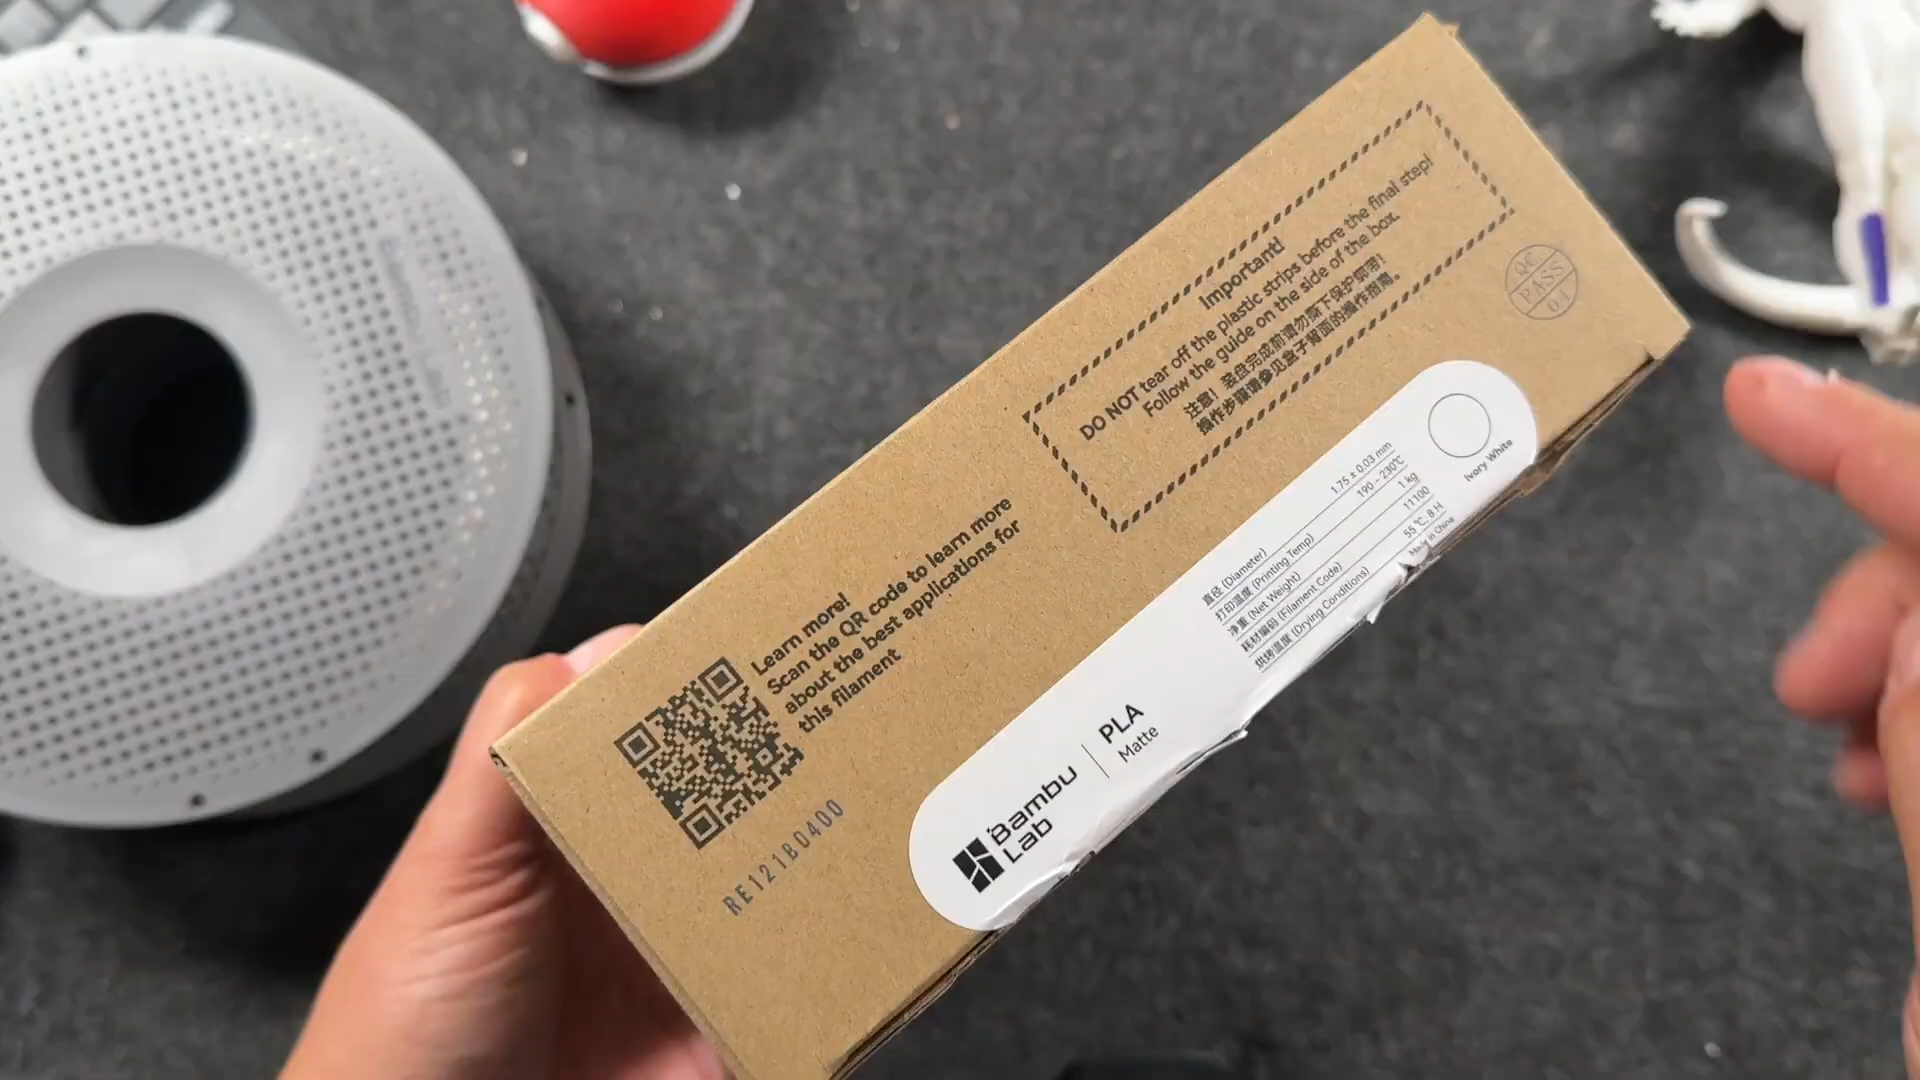 Important!
DO NOT tear off the plastic strips before the final step!
Follow the guide on the side of the box.
注意！装盘完成前请勿撕下保护绑带！
操作步骤请参见盒子背面的操作指南。
QC
PASS
Learn more!
Scan the QR code to learn more
about the best applications for
this filament
RE121B0400
Bambu
Lab
PLA
Matte
直径 (Diameter) 1.75 ± 0.03 mm
打印温度 (Printing Temp) 190 – 230℃
净重 (Net Weight) 1 kg
耗材编码 (Filament Code) 11100
烘烤温度 (Drying Conditions) 55 ℃, 8 H
Made in China
Ivory White